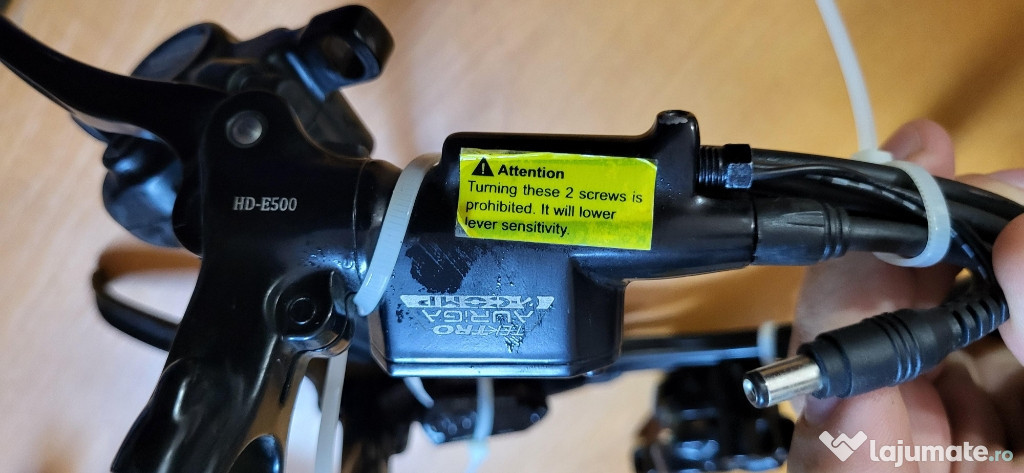 Attention
Turning these 2 screws is
prohibited. It will lower
lever sensitivity.
HD-E500
TEKTRO
AURIGA
COMP
lajumate.ro